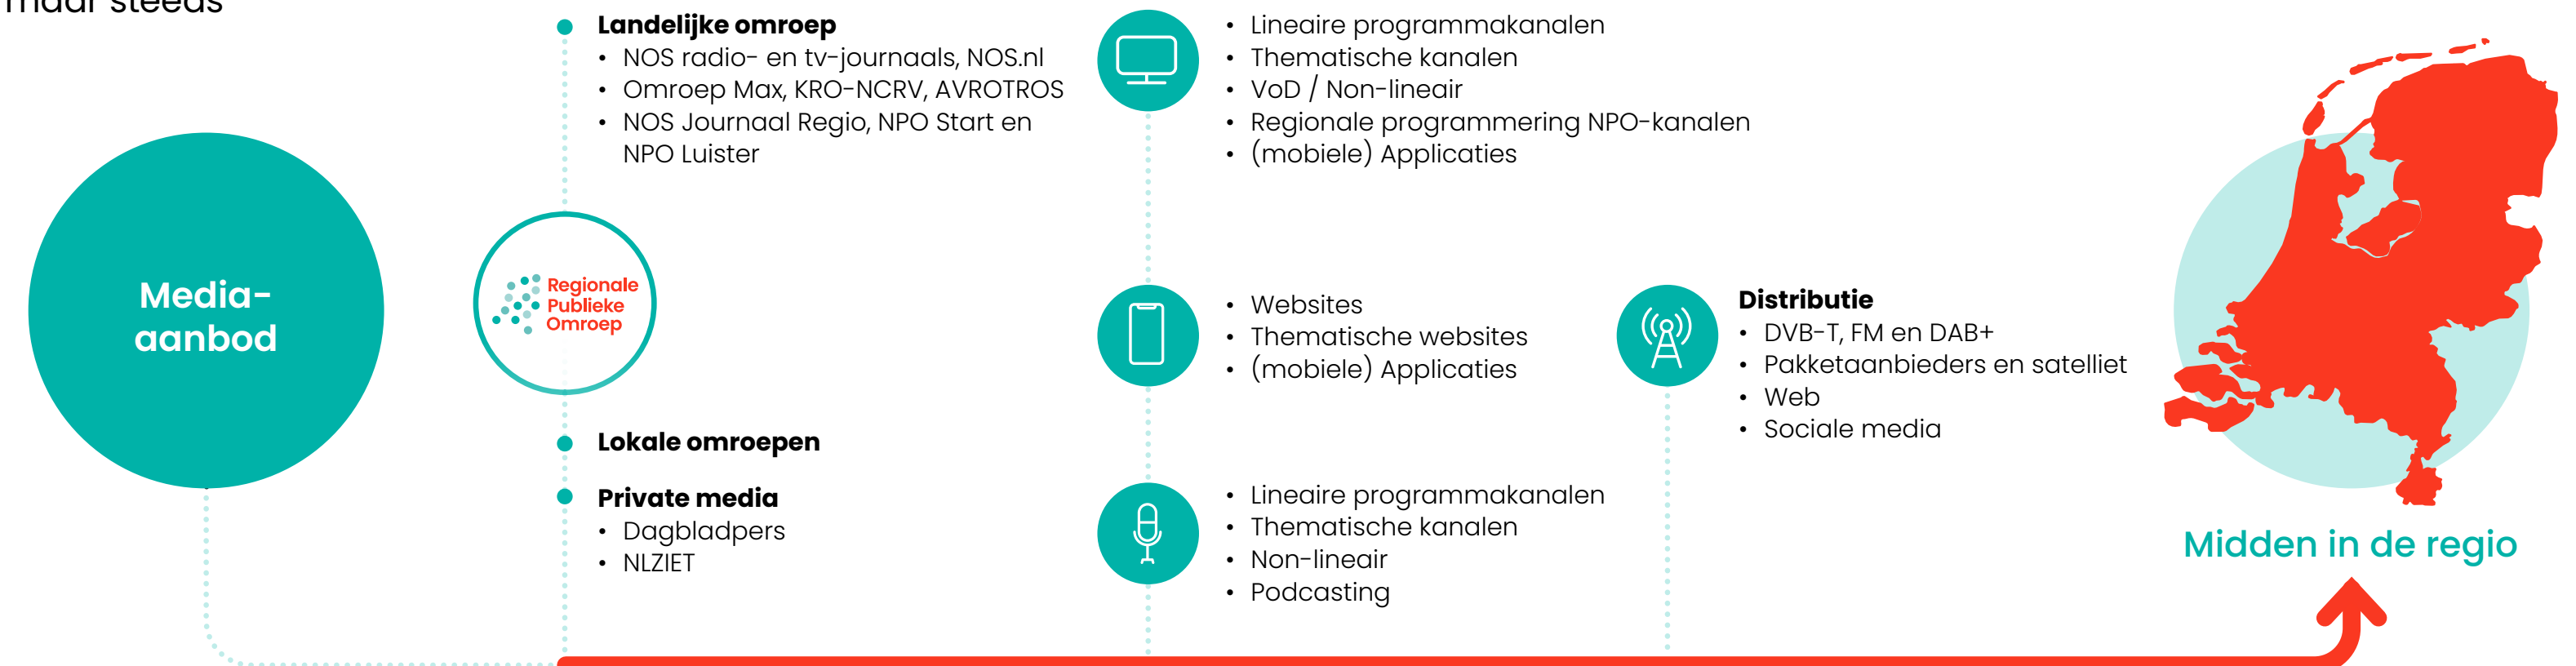 maar steeds
Media-
aanbod
Landelijke omroep
• NOS radio- en tv-journaals, NOS.nl
• Omroep Max, KRO-NCRV, AVROTROS
• NOS Journaal Regio, NPO Start en
NPO Luister
Regionale
Publieke
Omroep
Lokale omroepen
Private media
• Dagbladpers
• NLZIET
• Lineaire programmakanalen
• Thematische kanalen
• VoD / Non-lineair
• Regionale programmering NPO-kanalen
• (mobiele) Applicaties
• Websites
• Thematische websites
• (mobiele) Applicaties
• Lineaire programmakanalen
• Thematische kanalen
• Non-lineair
• Podcasting
Distributie
• DVB-T, FM en DAB+
• Pakketaanbieders en satelliet
• Web
• Sociale media
Midden in de regio